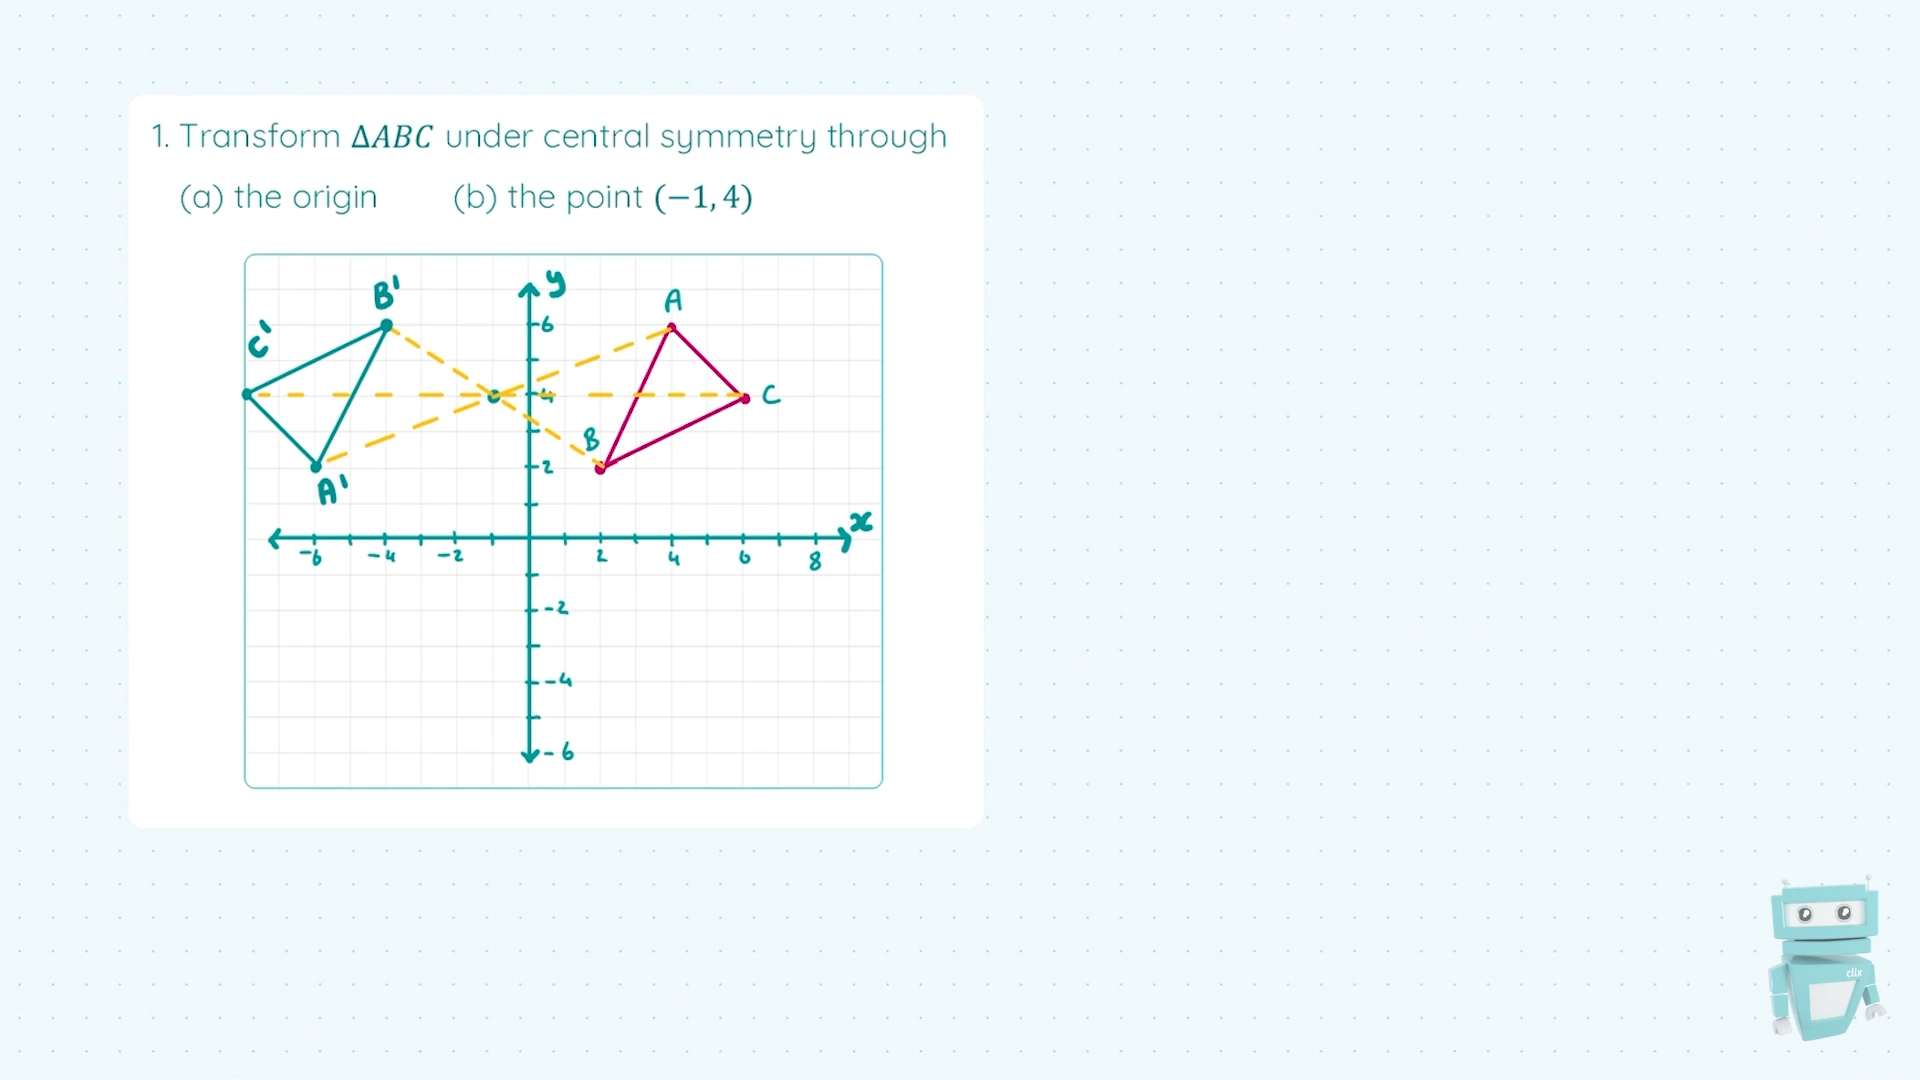 1. Transform ΔABC under central symmetry through
(a) the origin (b) the point (−1, 4)
B' y A
C' 6
4 C
B
2
A'
x
-6 -4 -2 2 4 6 8
-2
-4
-6
clix